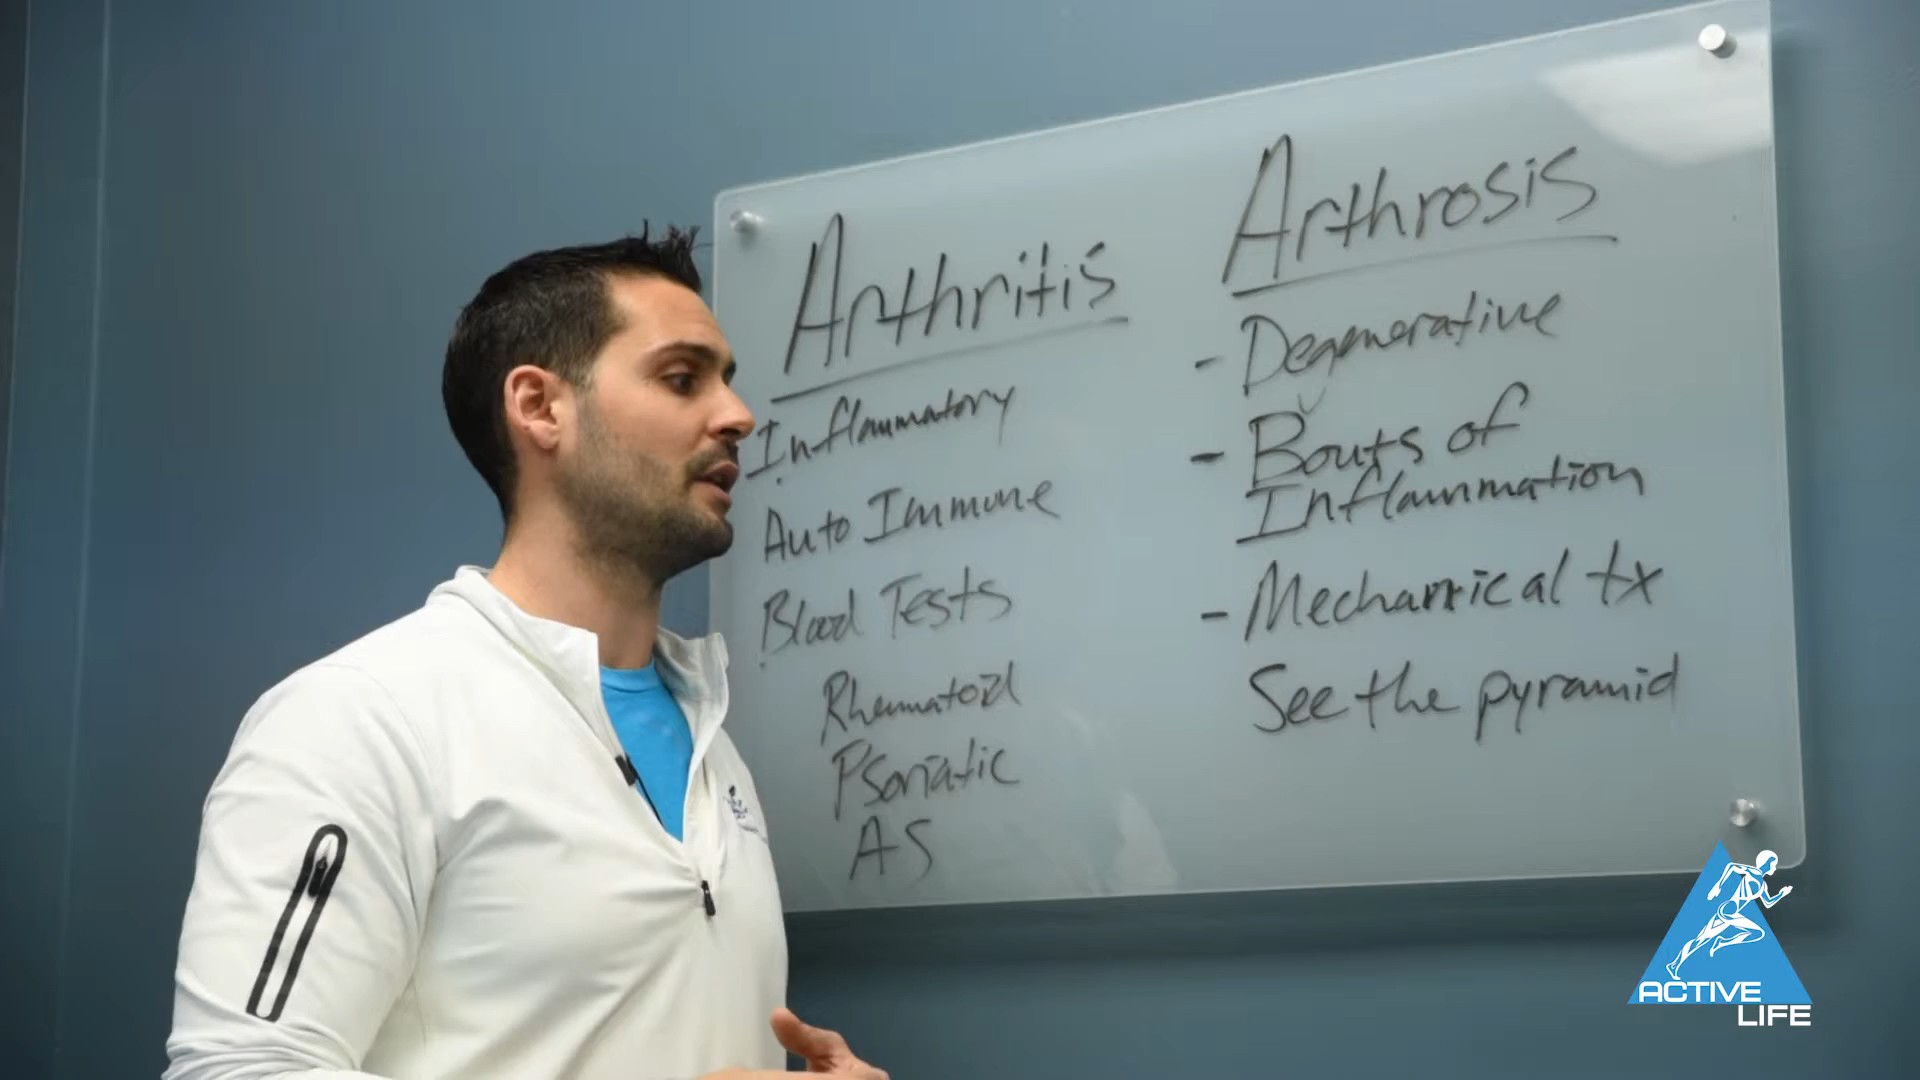 Arthritis
Inflammatory
Auto Immune
Blood Tests
Rheumatoid
Psoriatic
AS
Arthrosis
- Degenerative
- Bouts of
Inflammation
- Mechanical tx
See the pyramid
ACTIVE
LIFE